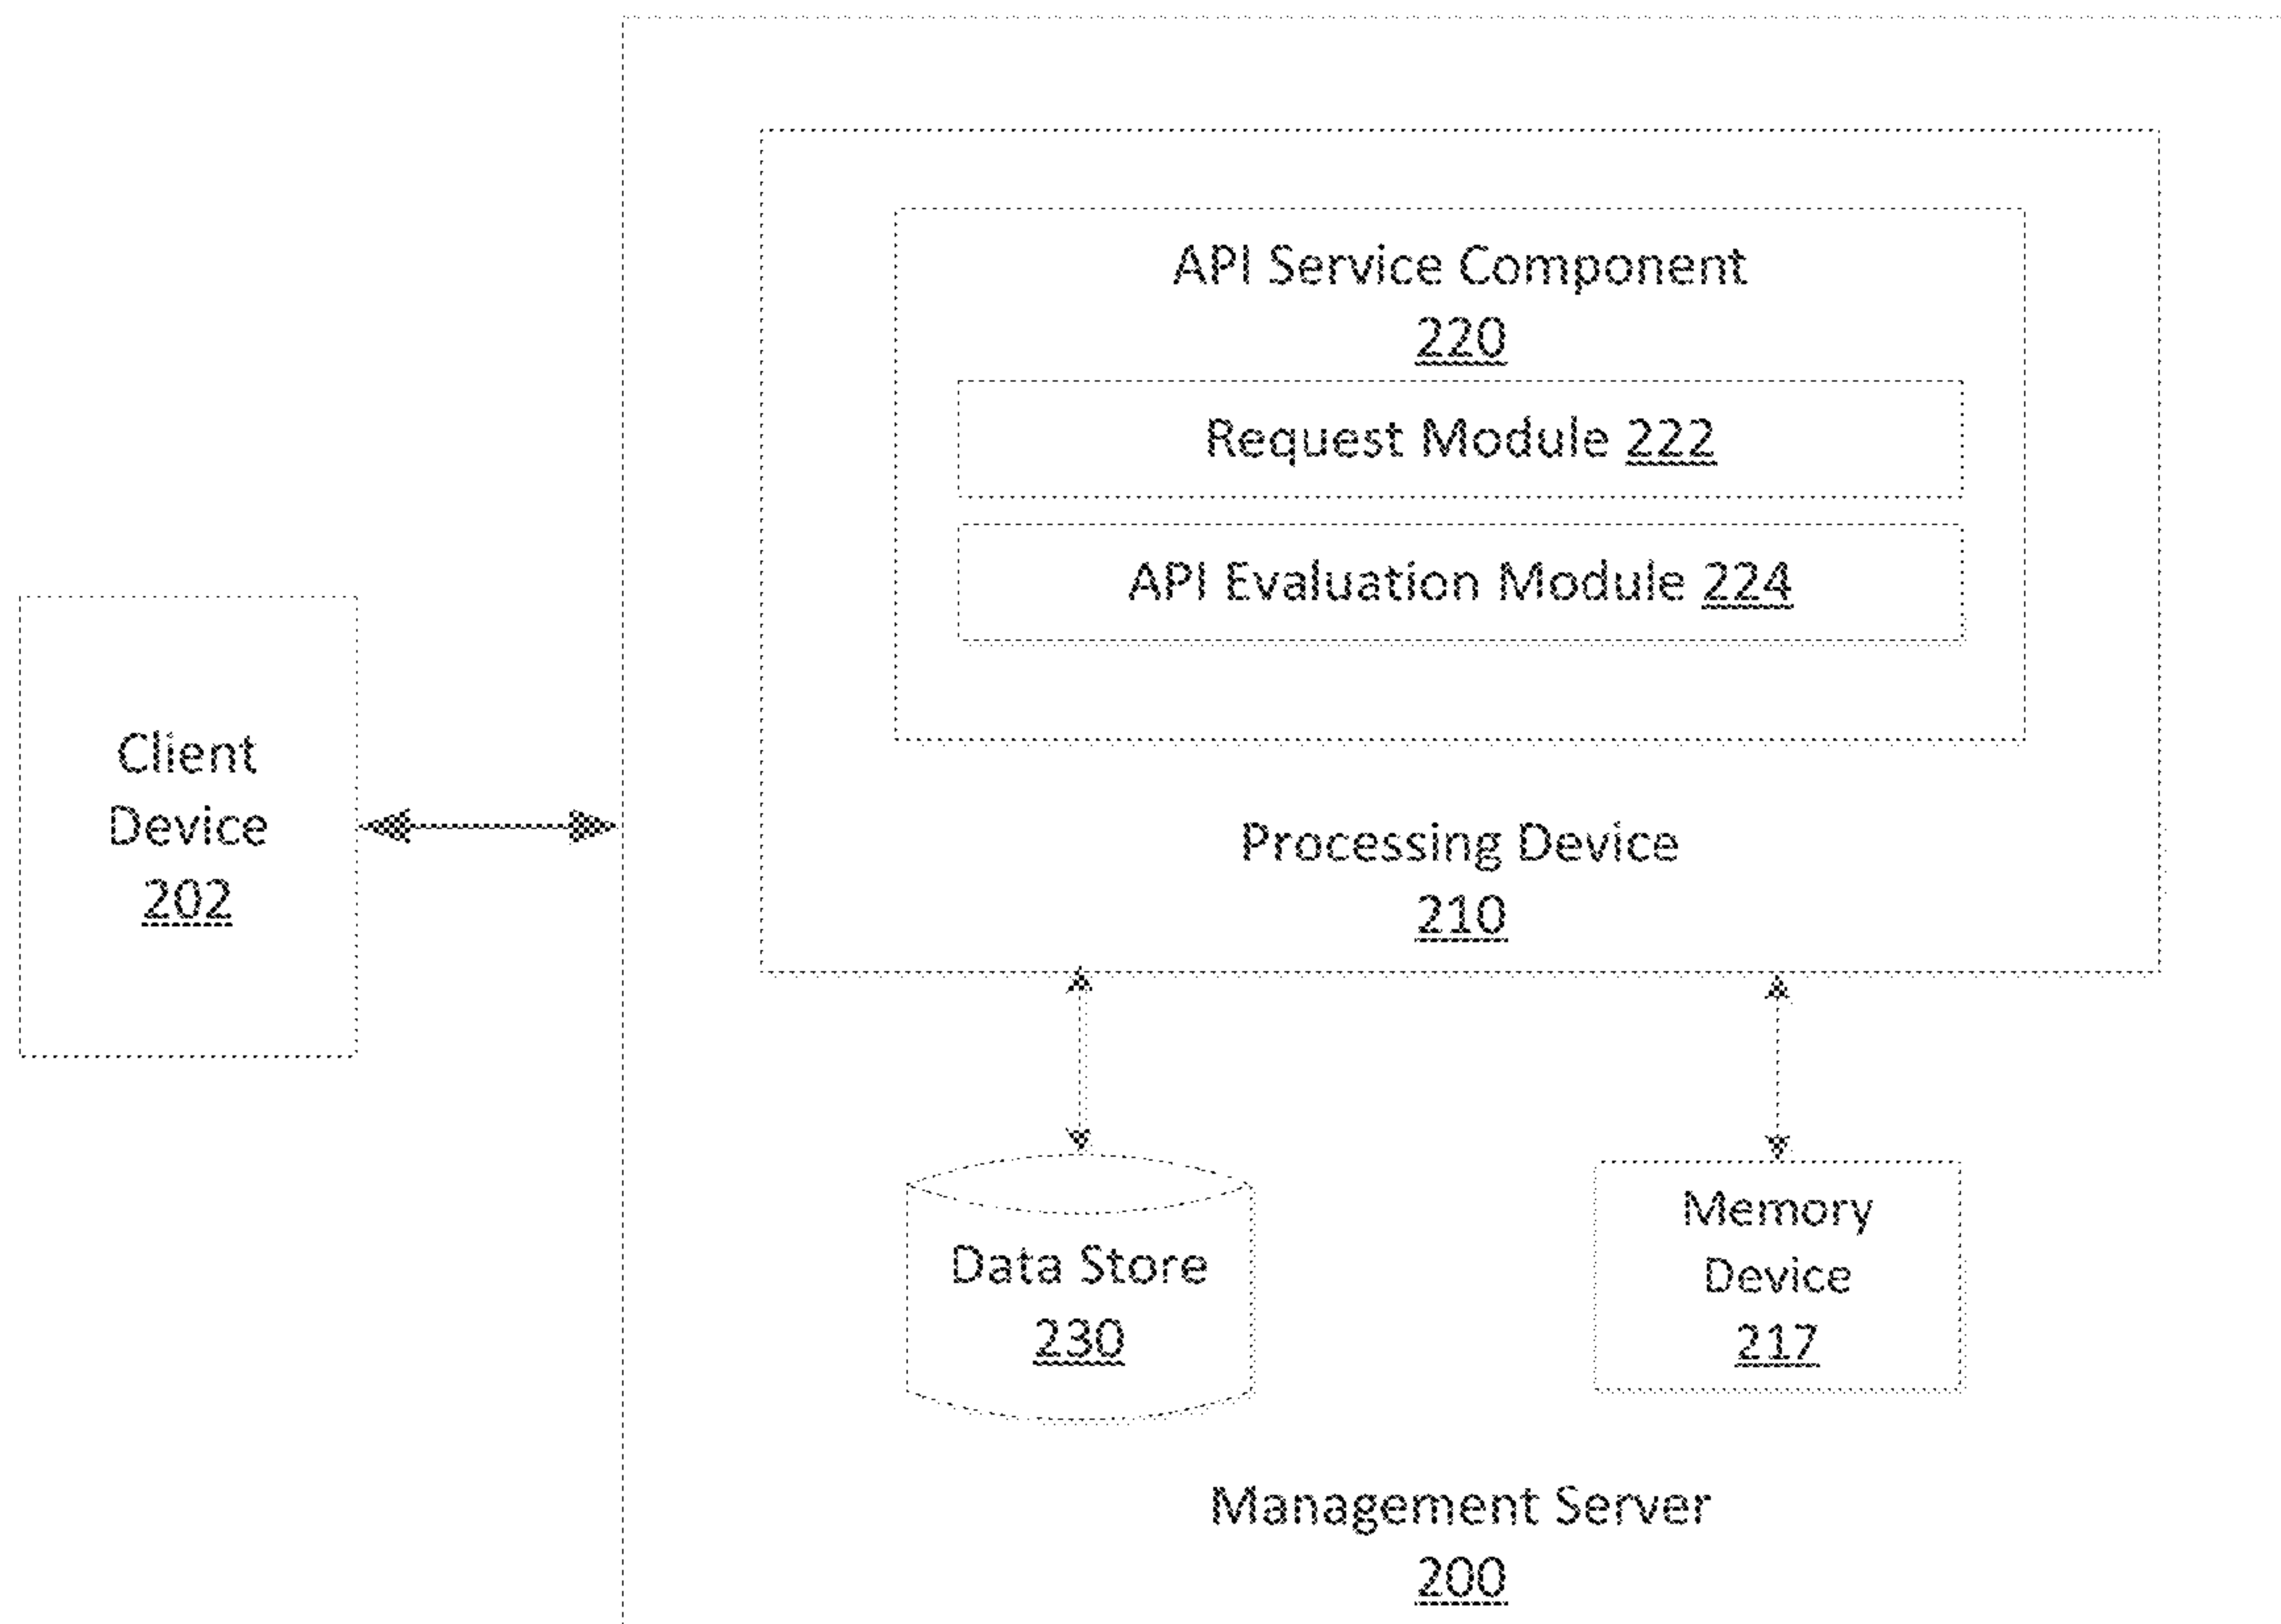 API Service Component
220
Request Module 222
API Evaluation Module 224
Client
Device
202
Processing Device
210
Data Store
230
Memory
Device
217
Management Server
200